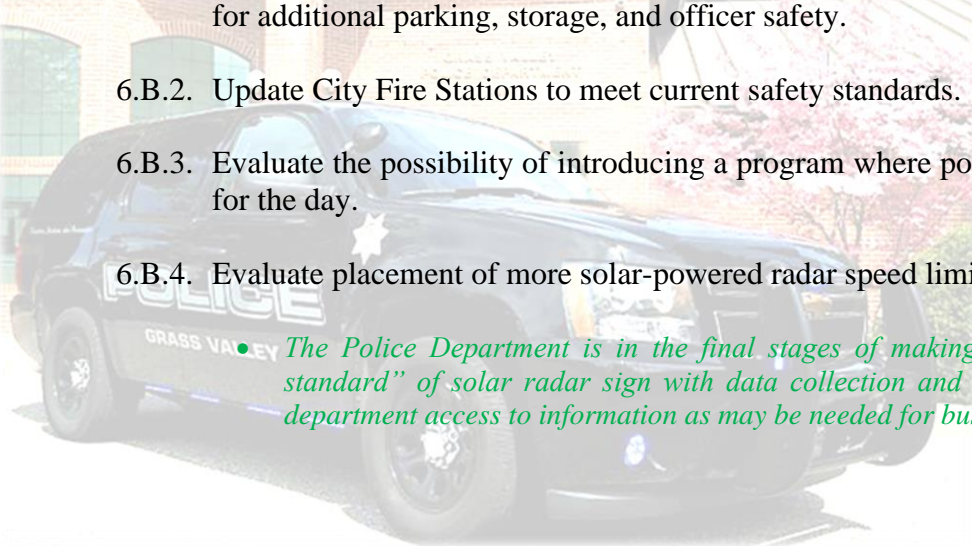 for additional parking, storage, and officer safety.
6.B.2. Update City Fire Stations to meet current safety standards.
6.B.3. Evaluate the possibility of introducing a program where po
for the day.
6.B.4. Evaluate placement of more solar-powered radar speed limi
POLICE
GRASS VALLEY
• The Police Department is in the final stages of making
standard” of solar radar sign with data collection and
department access to information as may be needed for bu